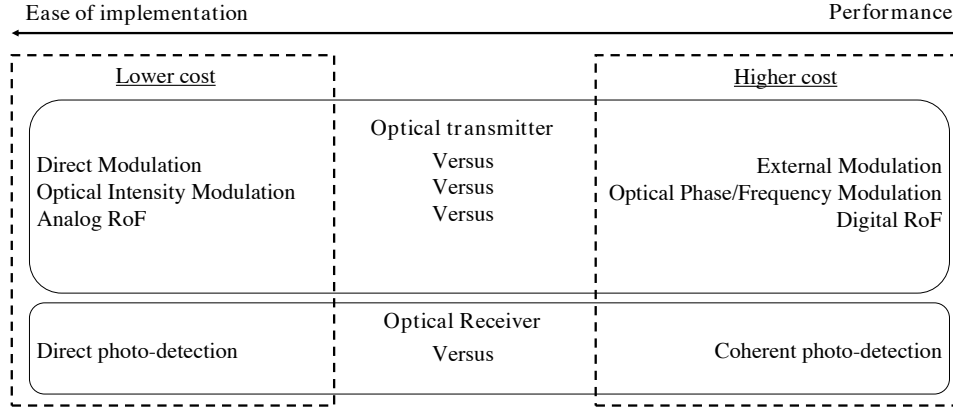 Ease of implementation Performance
Lower cost Higher cost
Optical transmitter
Direct Modulation Versus External Modulation
Optical Intensity Modulation Versus Optical Phase/Frequency Modulation
Analog RoF Versus Digital RoF
Optical Receiver
Direct photo-detection Versus Coherent photo-detection